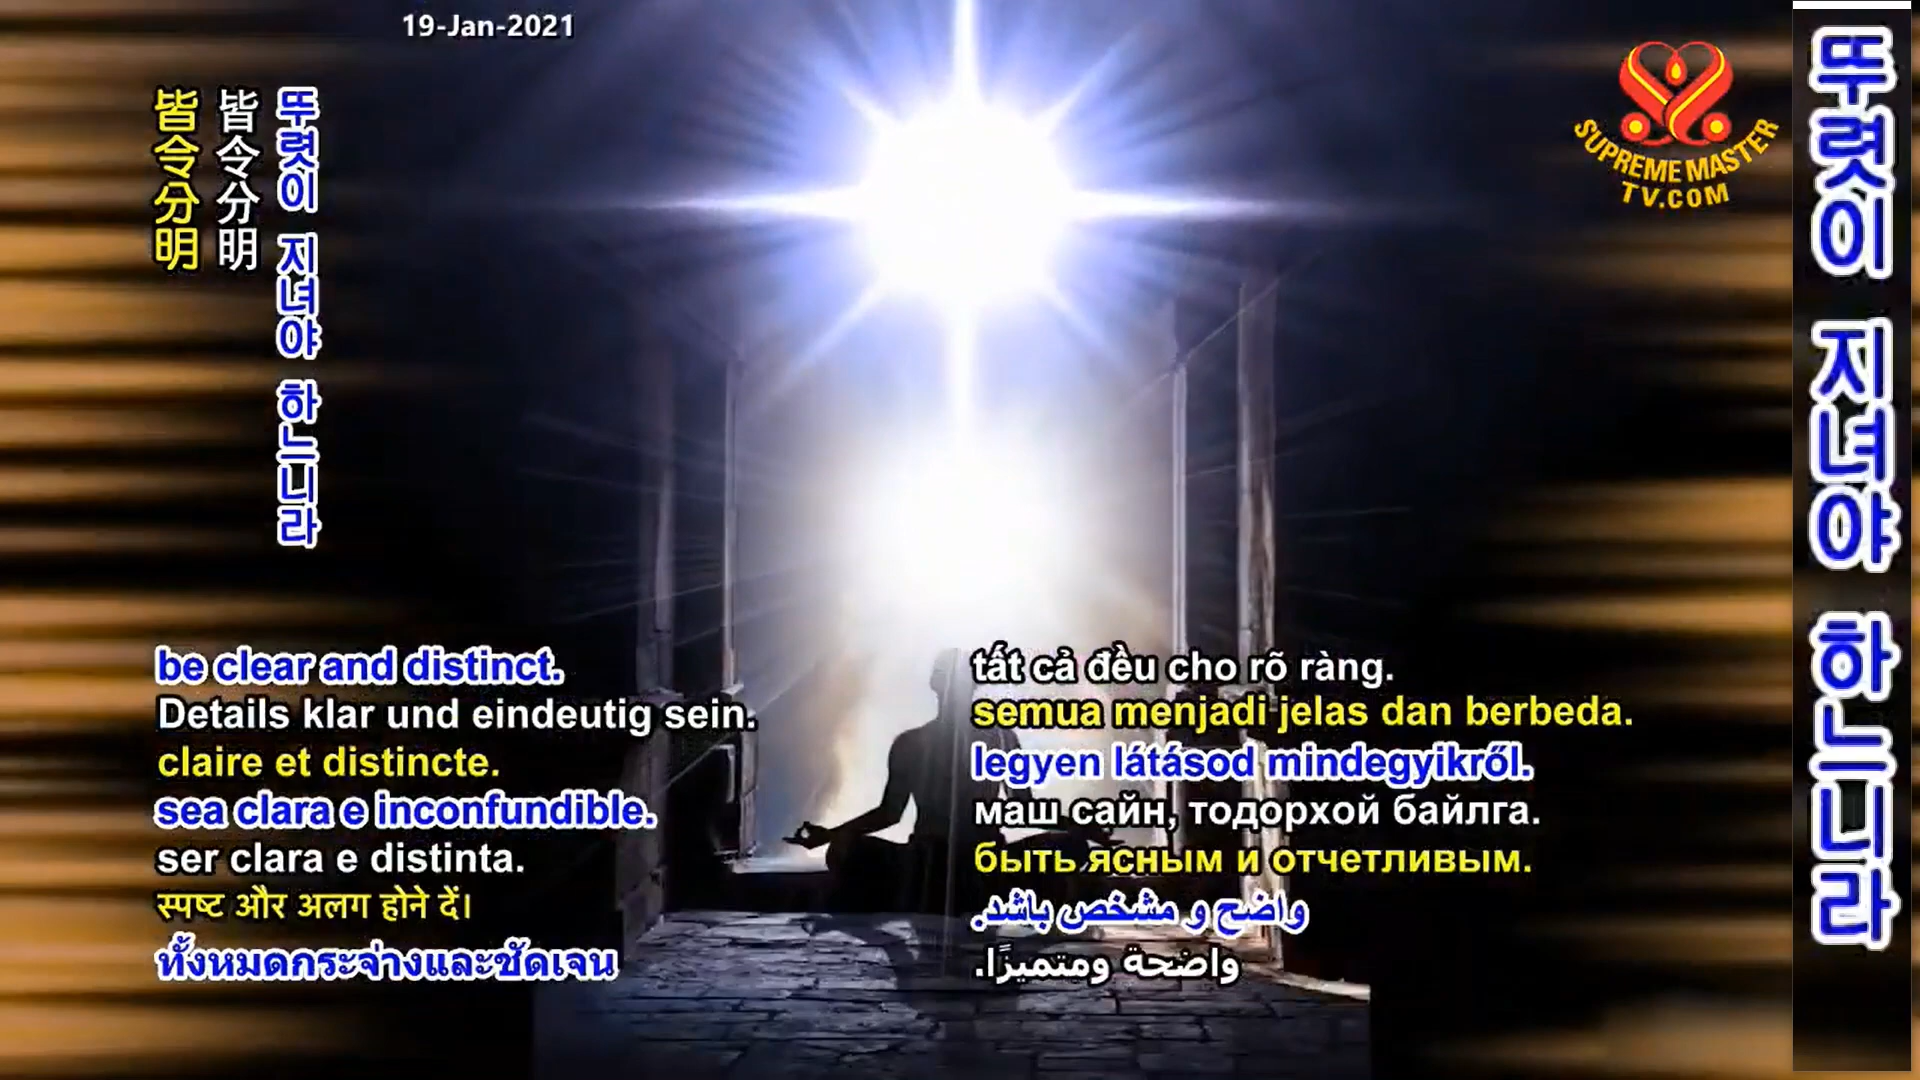 19-Jan-2021
SUPREME MASTER
TV.COM
뚜렷이 지녀야 하느니라
皆令分明
皆令分明
뚜렷이 지녀야 하느니라
be clear and distinct.
Details klar und eindeutig sein.
claire et distincte.
sea clara e inconfundible.
ser clara e distinta.
स्पष्ट और अलग होने दें।
ทั้งหมดกระจ่างและชัดเจน
tất cả đều cho rõ ràng.
semua menjadi jelas dan berbeda.
legyen látásod mindegyikről.
маш сайн, тодорхой байлга.
быть ясным и отчетливым.
واضح و مشخص باشد.
واضحة ومتميزًا.